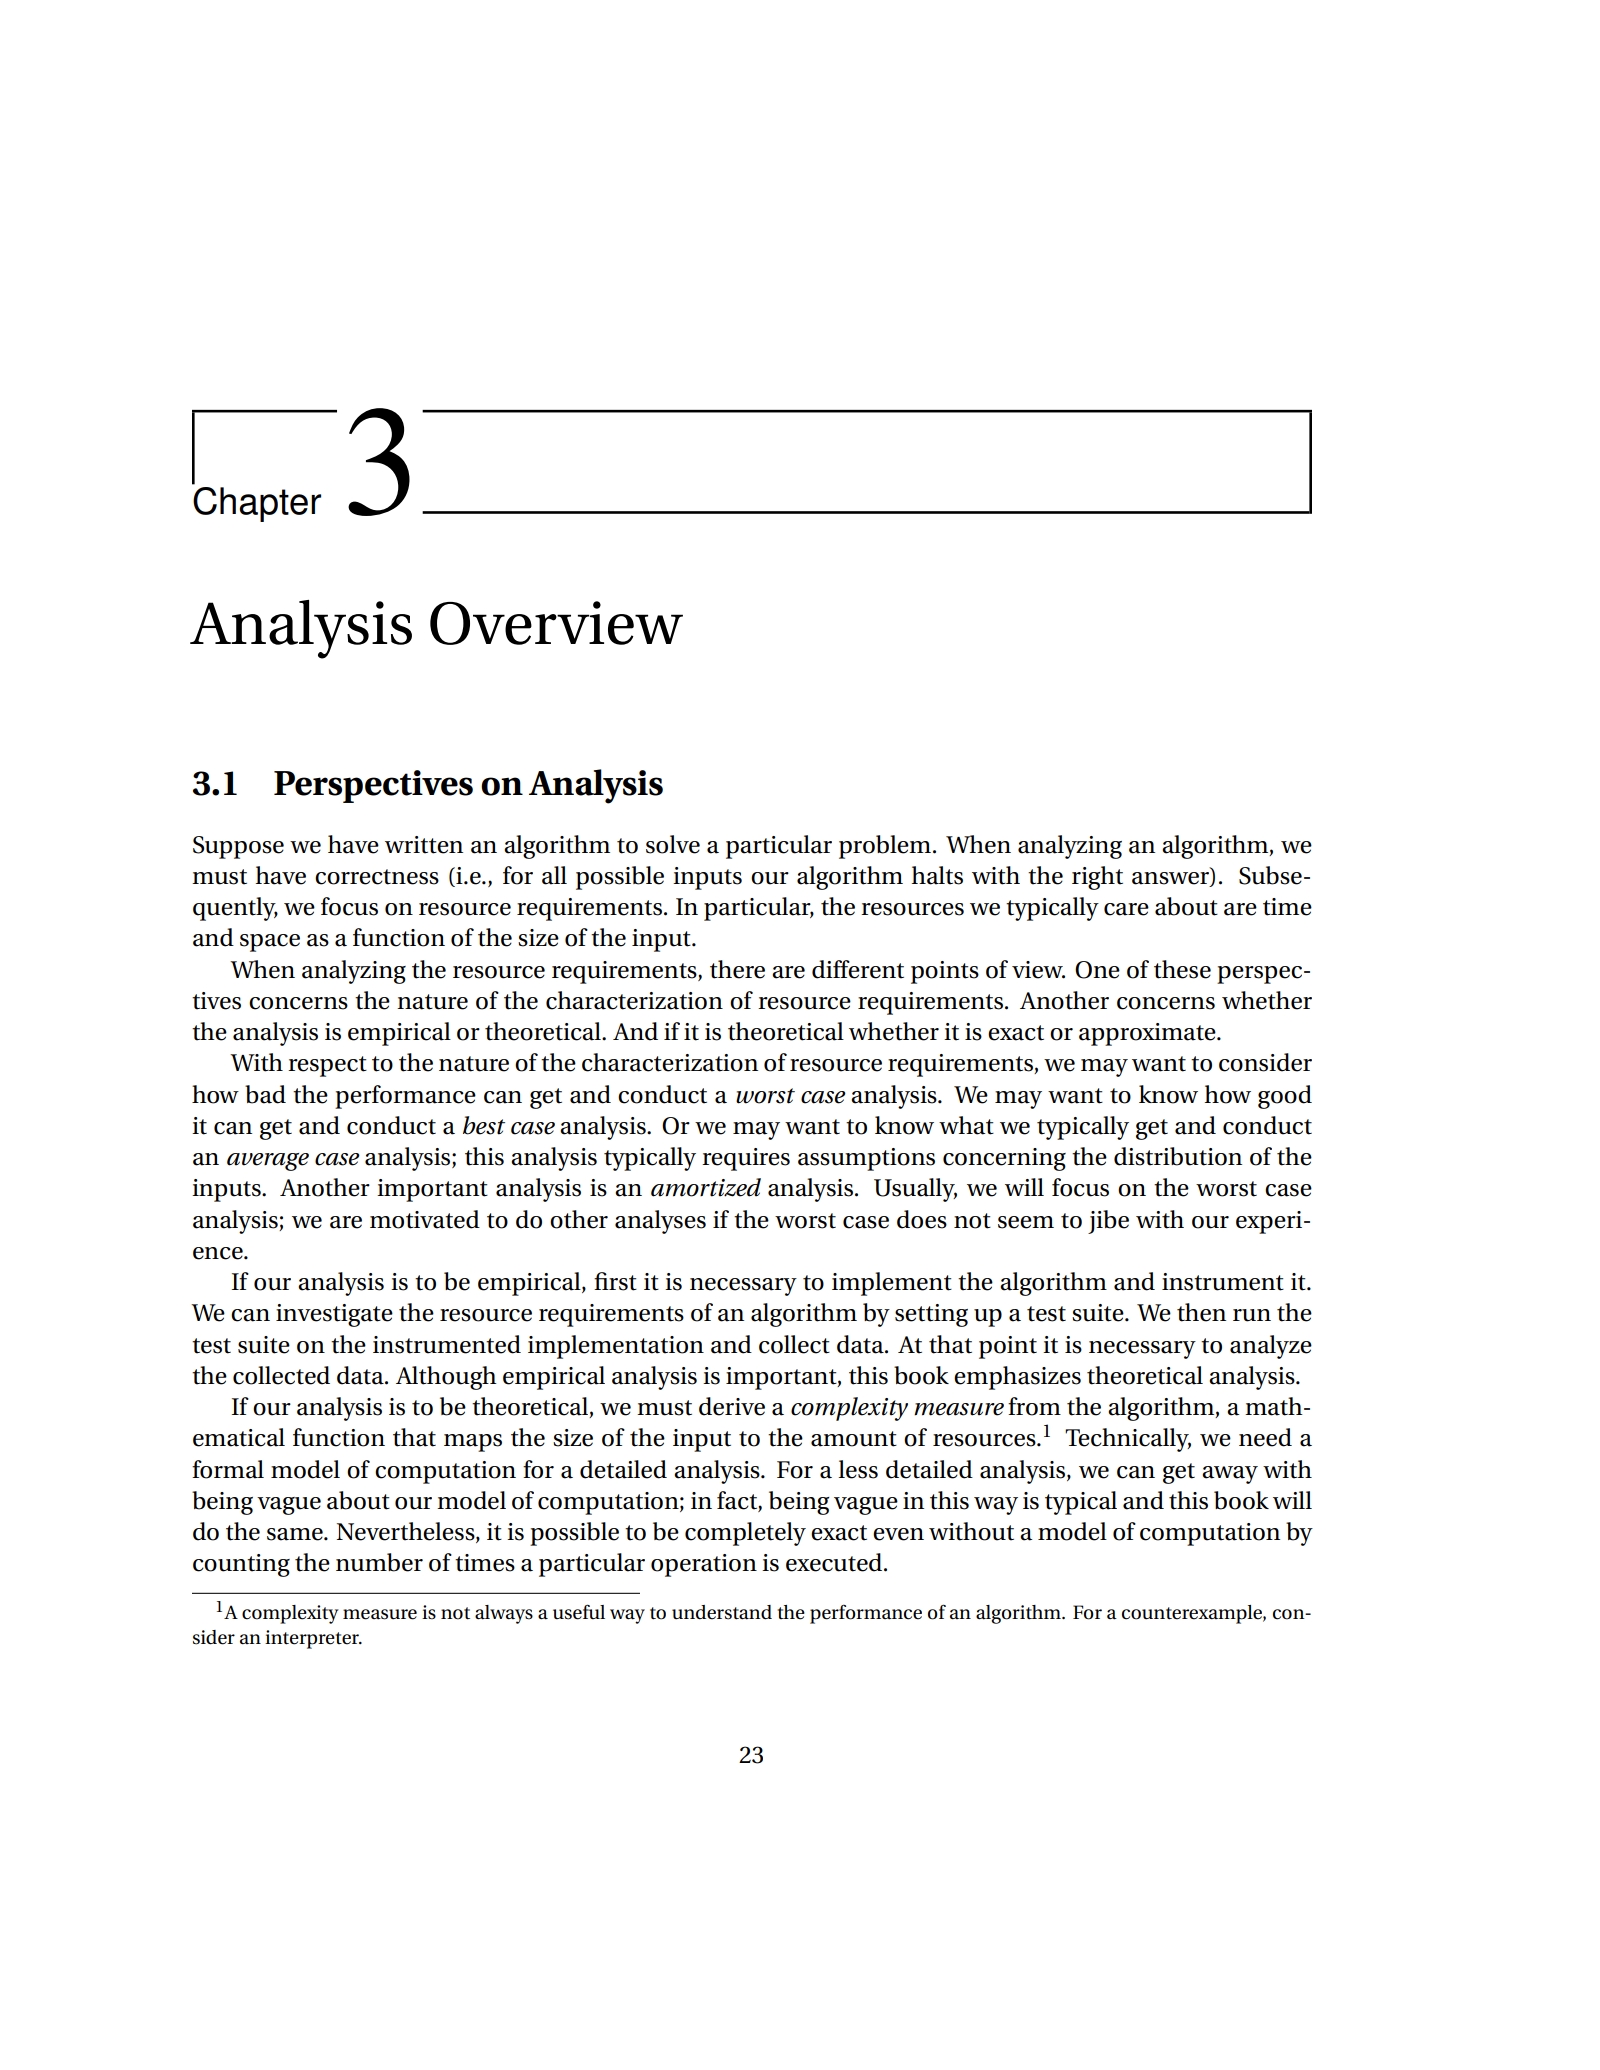 Chapter 3
Analysis Overview
3.1 Perspectives on Analysis
Suppose we have written an algorithm to solve a particular problem. When analyzing an algorithm, we
must have correctness (i.e., for all possible inputs our algorithm halts with the right answer). Subse-
quently, we focus on resource requirements. In particular, the resources we typically care about are time
and space as a function of the size of the input.
When analyzing the resource requirements, there are different points of view. One of these perspec-
tives concerns the nature of the characterization of resource requirements. Another concerns whether
the analysis is empirical or theoretical. And if it is theoretical whether it is exact or approximate.
With respect to the nature of the characterization of resource requirements, we may want to consider
how bad the performance can get and conduct a worst case analysis. We may want to know how good
it can get and conduct a best case analysis. Or we may want to know what we typically get and conduct
an average case analysis; this analysis typically requires assumptions concerning the distribution of the
inputs. Another important analysis is an amortized analysis. Usually, we will focus on the worst case
analysis; we are motivated to do other analyses if the worst case does not seem to jibe with our experi-
ence.
If our analysis is to be empirical, first it is necessary to implement the algorithm and instrument it.
We can investigate the resource requirements of an algorithm by setting up a test suite. We then run the
test suite on the instrumented implementation and collect data. At that point it is necessary to analyze
the collected data. Although empirical analysis is important, this book emphasizes theoretical analysis.
If our analysis is to be theoretical, we must derive a complexity measure from the algorithm, a math-
ematical function that maps the size of the input to the amount of resources.1 Technically, we need a
formal model of computation for a detailed analysis. For a less detailed analysis, we can get away with
being vague about our model of computation; in fact, being vague in this way is typical and this book will
do the same. Nevertheless, it is possible to be completely exact even without a model of computation by
counting the number of times a particular operation is executed.
1A complexity measure is not always a useful way to understand the performance of an algorithm. For a counterexample, con-
sider an interpreter.
23